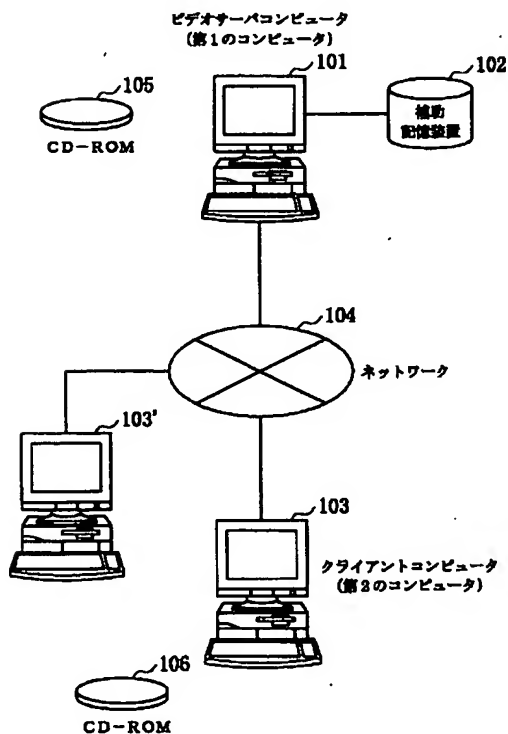 ビデオサーバコンピュータ
(第1のコンピュータ)
105
101
102
CD-ROM
補助
記憶装置
104
ネットワーク
103'
103
クライアントコンピュータ
(第2のコンピュータ)
106
CD-ROM